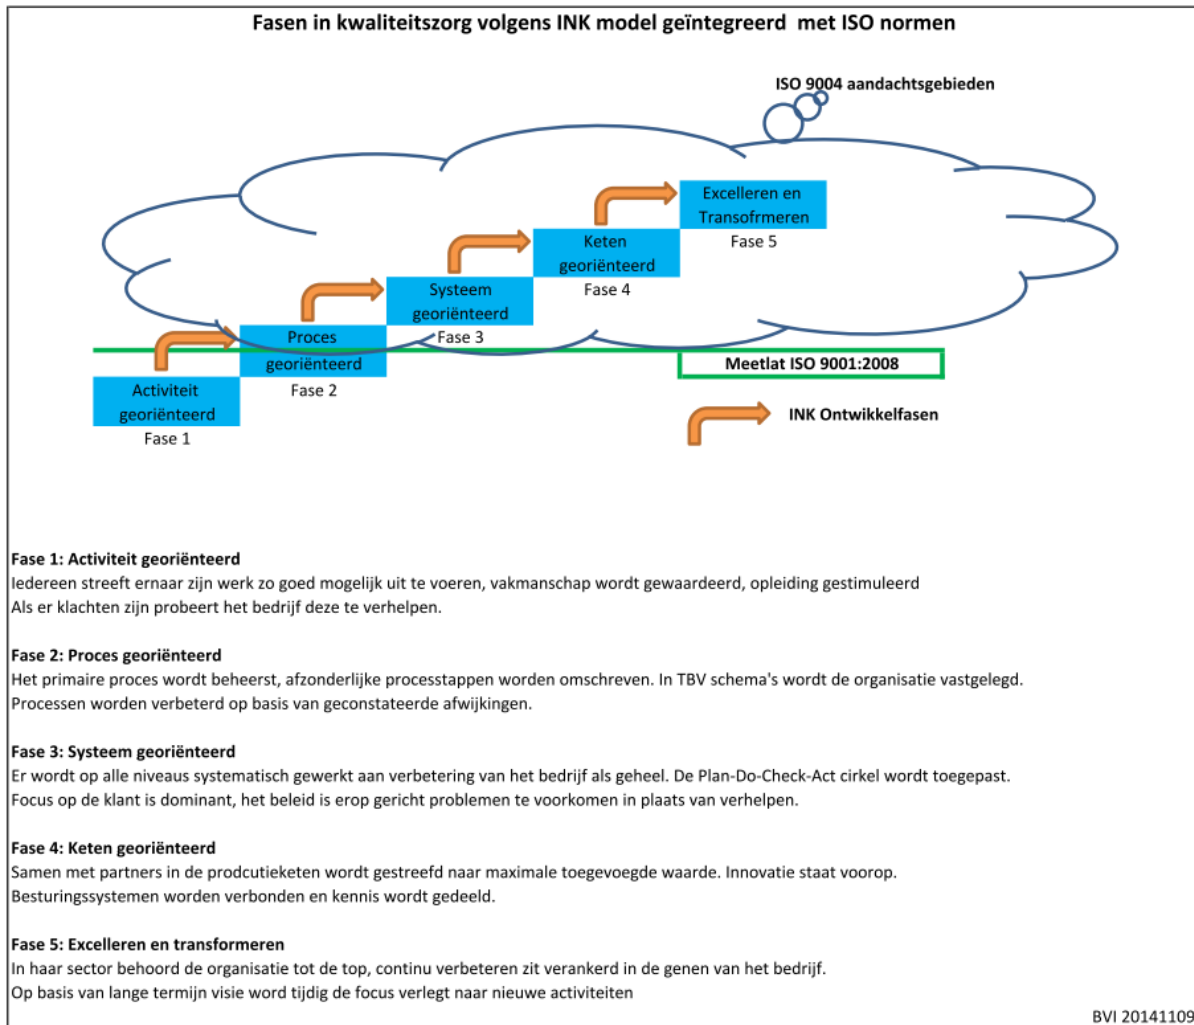 Fasen in kwaliteitszorg volgens INK model geïntegreerd met ISO normen
ISO 9004 aandachtsgebieden
Excelleren en
Transofrmeren
Fase 5
Keten
georiënteerd
Fase 4
Systeem
georiënteerd
Fase 3
Proces
georiënteerd
Fase 2
Meetlat ISO 9001:2008
Activiteit
georiënteerd
Fase 1
INK Ontwikkelfasen
Fase 1: Activiteit georiënteerd
Iedereen streeft ernaar zijn werk zo goed mogelijk uit te voeren, vakmanschap wordt gewaardeerd, opleiding gestimuleerd
Als er klachten zijn probeert het bedrijf deze te verhelpen.
Fase 2: Proces georiënteerd
Het primaire proces wordt beheerst, afzonderlijke processtappen worden omschreven. In TBV schema's wordt de organisatie vastgelegd.
Processen worden verbeterd op basis van geconstateerde afwijkingen.
Fase 3: Systeem georiënteerd
Er wordt op alle niveaus systematisch gewerkt aan verbetering van het bedrijf als geheel. De Plan-Do-Check-Act cirkel wordt toegepast.
Focus op de klant is dominant, het beleid is erop gericht problemen te voorkomen in plaats van verhelpen.
Fase 4: Keten georiënteerd
Samen met partners in de prodcutieketen wordt gestreefd naar maximale toegevoegde waarde. Innovatie staat voorop.
Besturingssystemen worden verbonden en kennis wordt gedeeld.
Fase 5: Excelleren en transformeren
In haar sector behoord de organisatie tot de top, continu verbeteren zit verankerd in de genen van het bedrijf.
Op basis van lange termijn visie word tijdig de focus verlegt naar nieuwe activiteiten
BVI 20141109